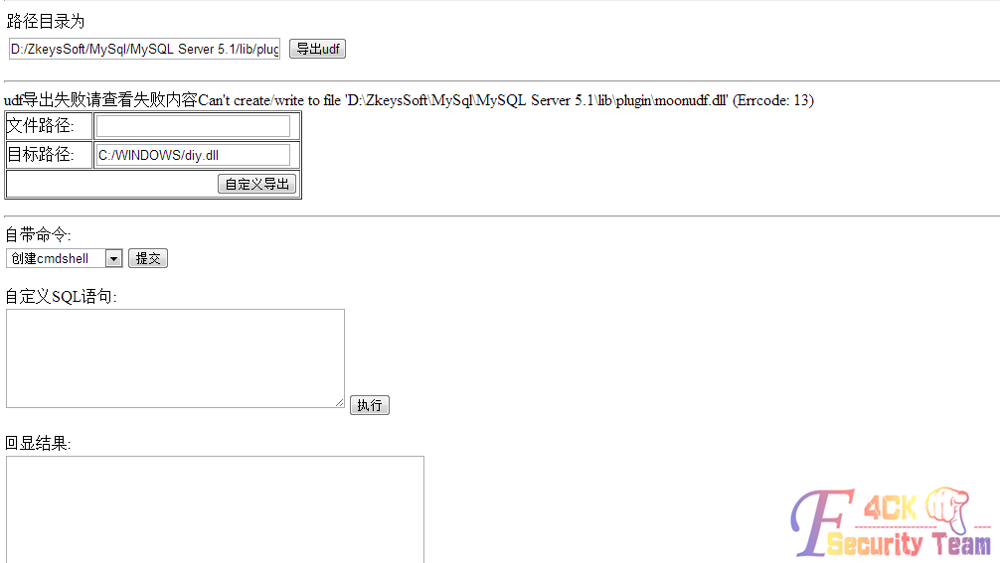 路径目录为
D:/ZkeysSoft/MySql/MySQL Server 5.1/lib/plug 导出udf
udf导出失败请查看失败内容Can't create/write to file 'D:\ZkeysSoft\MySql\MySQL Server 5.1\lib\plugin\moonudf.dll' (Errcode: 13)
文件路径:
目标路径: C:/WINDOWS/diy.dll
自定义导出
自带命令:
创建cmdshell 提交
自定义SQL语句:
执行
回显结果:
F4CK
Security Team